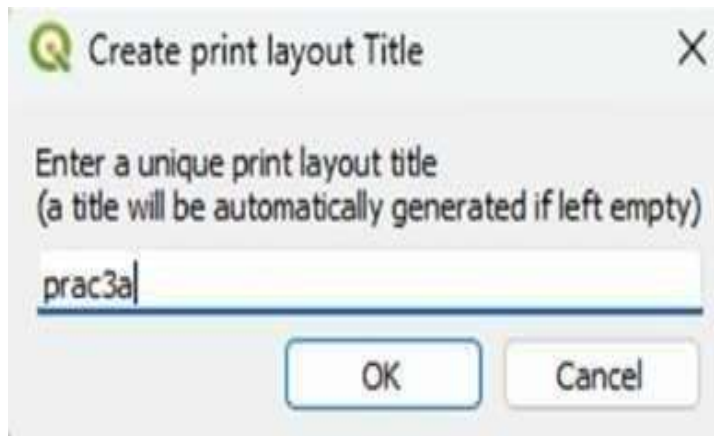 Create print layout Title
Enter a unique print layout title
(a title will be automatically generated if left empty)
prac3a
OK
Cancel